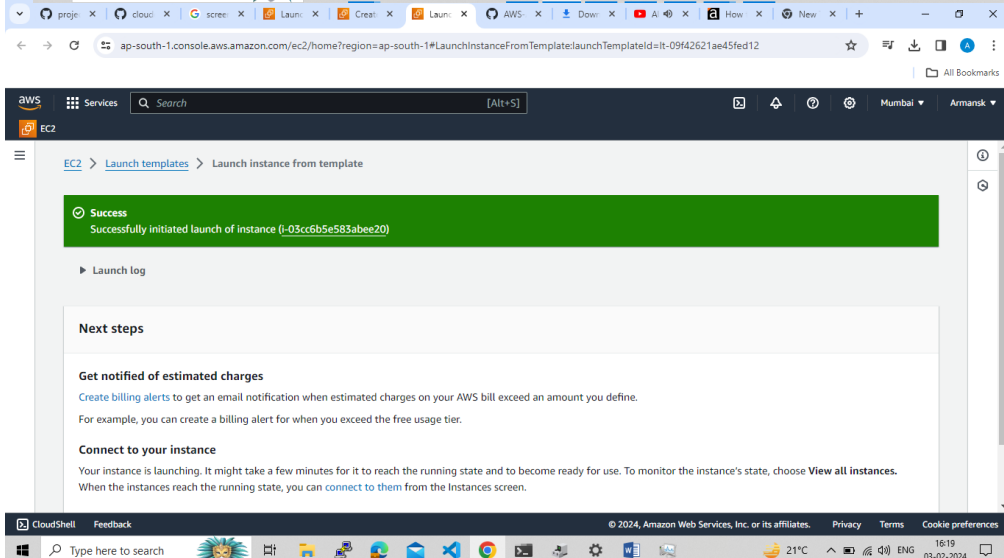 proje
cloud
G scree
Launc
Creat
Launc
AWS-
Down
A
a How
New
ap-south-1.console.aws.amazon.com/ec2/home?region=ap-south-1#LaunchInstanceFromTemplate:launchTemplateId=lt-09f42621ae45fed12
A
All Bookmarks
aws Services Search [Alt+S] Mumbai Armansk
EC2
EC2 > Launch templates > Launch instance from template
Success
Successfully initiated launch of instance (i-03cc6b5e583abee20)
Launch log
Next steps
Get notified of estimated charges
Create billing alerts to get an email notification when estimated charges on your AWS bill exceed an amount you define.
For example, you can create a billing alert for when you exceed the free usage tier.
Connect to your instance
Your instance is launching. It might take a few minutes for it to reach the running state and to become ready for use. To monitor the instance's state, choose View all instances.
When the instances reach the running state, you can connect to them from the Instances screen.
CloudShell Feedback © 2024, Amazon Web Services, Inc. or its affiliates. Privacy Terms Cookie preferences
Type here to search 21°C ENG 16:19
03-02-2024